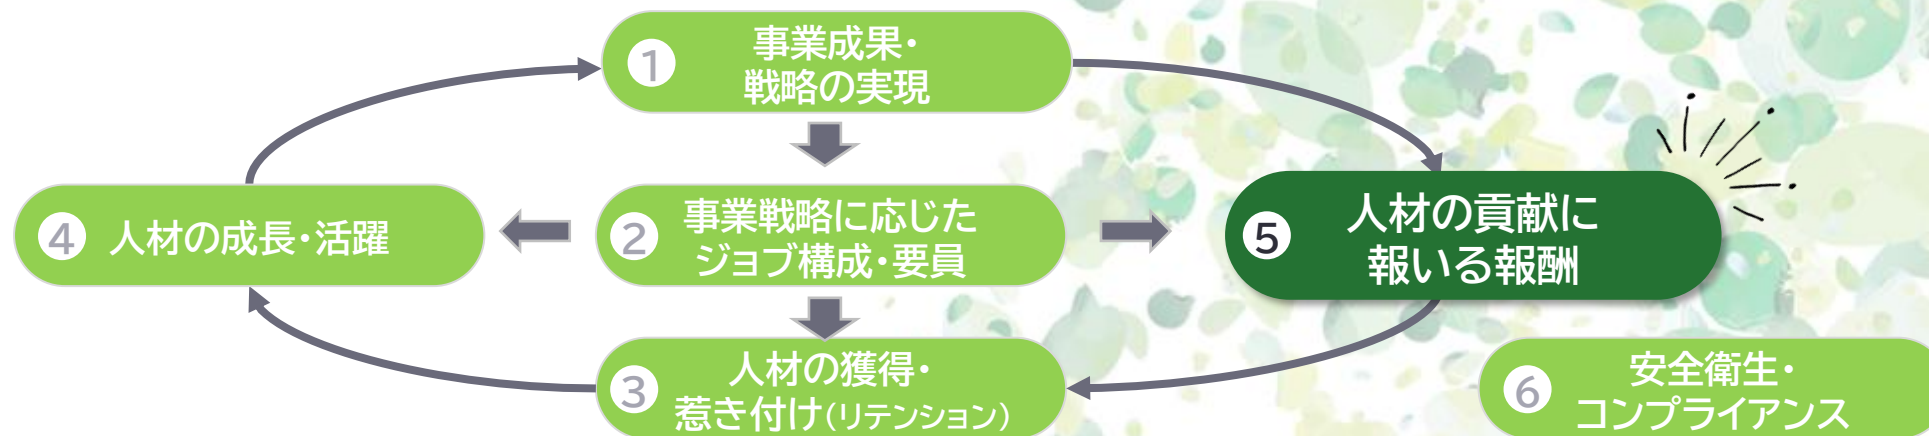 1 事業成果・
戦略の実現
4 人材の成長・活躍
2 事業戦略に応じた
ジョブ構成・要員
5 人材の貢献に
報いる報酬
3 人材の獲得・
惹き付け(リテンション)
6 安全衛生・
コンプライアンス